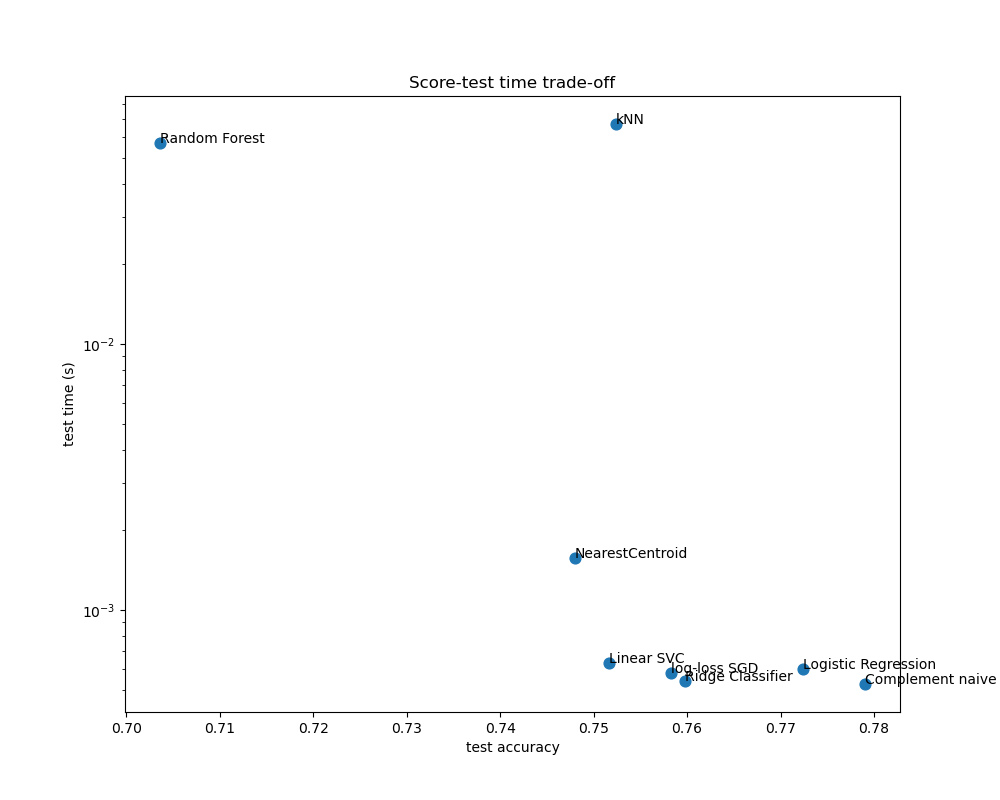 Score-test time trade-off
Random Forest
kNN
10⁻²
test time (s)
NearestCentroid
10⁻³
Linear SVC
log-loss SGD
Logistic Regression
Ridge Classifier
Complement naive
0.70 0.71 0.72 0.73 0.74 0.75 0.76 0.77 0.78
test accuracy